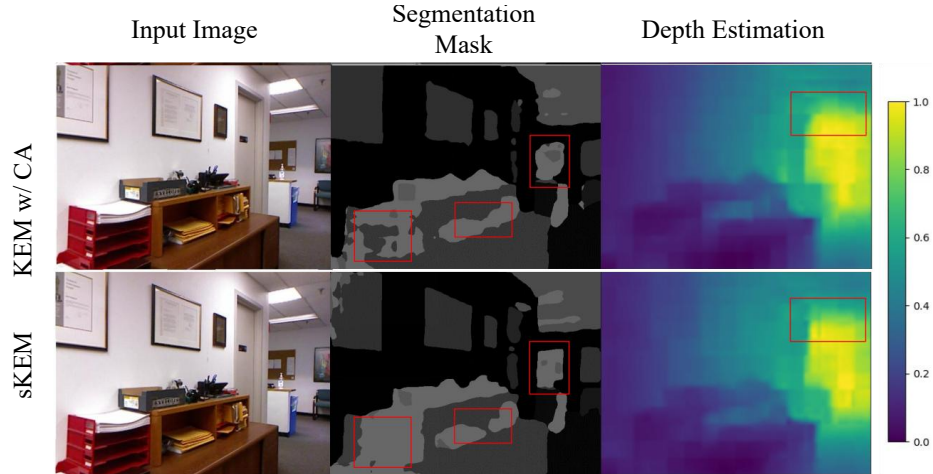 Input Image
Segmentation
Mask
Depth Estimation
KEM w/ CA
sKEM
1.0
0.8
0.6
0.4
0.2
0.0